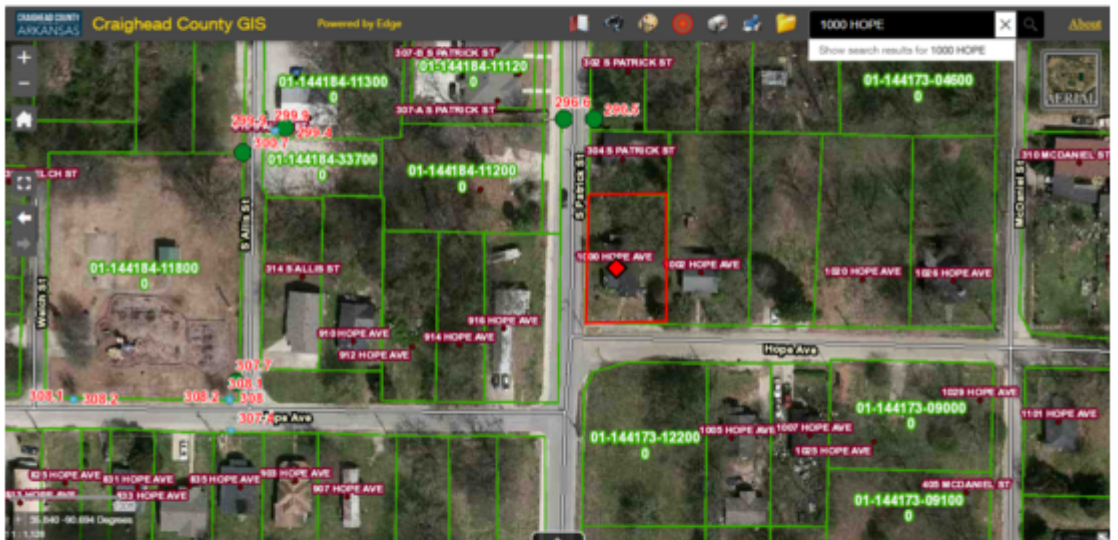 CRAIGHEAD COUNTY
ARKANSAS
Craighead County GIS
Powered by Edge
1000 HOPE
About
Show search results for 1000 HOPE
AERIAL
307-B S PATRICK ST
302 S PATRICK ST
01-144184-11300
0
01-144184-11120
0
01-144173-04600
0
307-A S PATRICK ST
296.6
296.5
299.9
299.9
299.4
300.7
01-144184-33700
0
01-144184-11200
0
304 S PATRICK ST
310 MCDANIEL ST
S Patrick St
McDaniel St
S Allis St
Welch St
01-144184-11800
0
314 S ALLIS ST
1000 HOPE AVE
1002 HOPE AVE
1020 HOPE AVE
1026 HOPE AVE
910 HOPE AVE
912 HOPE AVE
914 HOPE AVE
916 HOPE AVE
Hope Ave
307.7
308.1
308.2
308.2
308.1
308
Hope Ave
1029 HOPE AVE
01-144173-09000
0
1101 HOPE AVE
01-144173-12200
0
1005 HOPE AVE
1007 HOPE AVE
1025 HOPE AVE
825 HOPE AVE
831 HOPE AVE
833 HOPE AVE
835 HOPE AVE
903 HOPE AVE
907 HOPE AVE
405 MCDANIEL ST
01-144173-09100
0